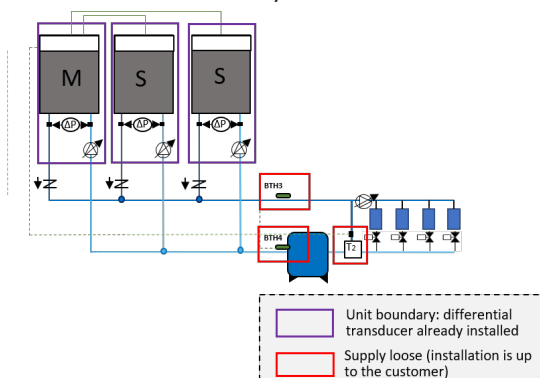 M
S
S
ΔP
ΔP
ΔP
BTH3
BTH4
T2
Unit boundary: differential
transducer already installed
Supply loose (installation is up
to the customer)